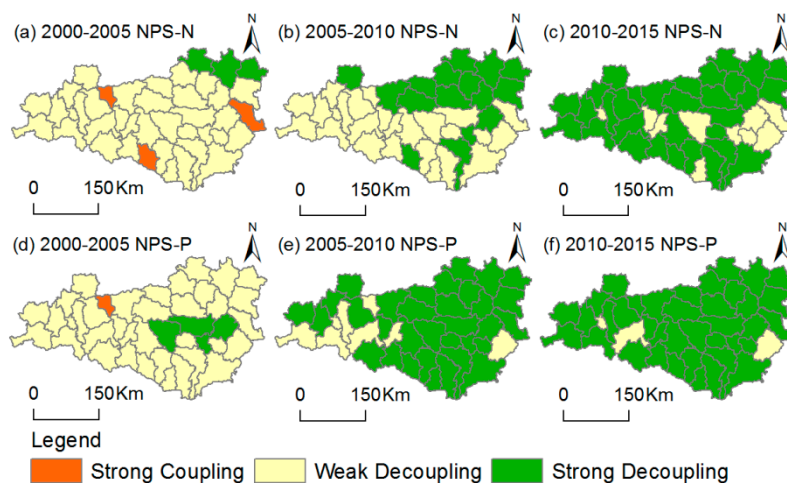 (a) 2000-2005 NPS-N
N
(b) 2005-2010 NPS-N
N
(c) 2010-2015 NPS-N
N
0 150Km
0 150Km
0 150Km
(d) 2000-2005 NPS-P
N
(e) 2005-2010 NPS-P
N
(f) 2010-2015 NPS-P
N
0 150Km
0 150Km
0 150Km
Legend
Strong Coupling
Weak Decoupling
Strong Decoupling